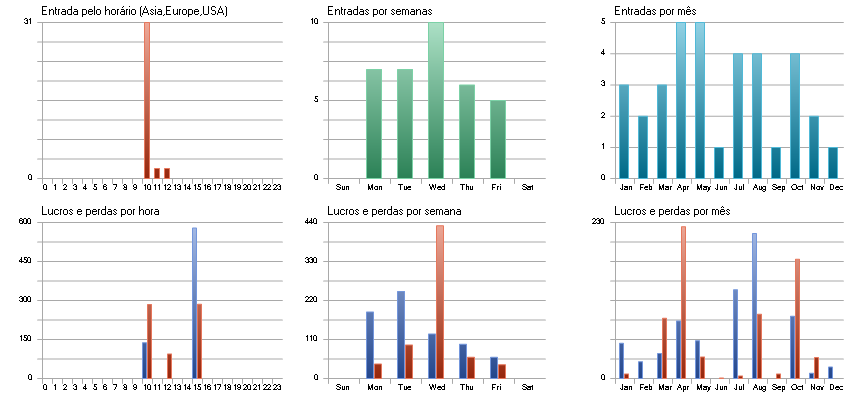 Entrada pelo horário (Asia,Europe,USA)
31
0
0 1 2 3 4 5 6 7 8 9 10 11 12 13 14 15 16 17 18 19 20 21 22 23
Entradas por semanas
10
5
0
Sun Mon Tue Wed Thu Fri Sat
Entradas por mês
5
4
3
2
1
0
Jan Feb Mar Apr May Jun Jul Aug Sep Oct Nov Dec
Lucros e perdas por hora
600
450
300
150
0
0 1 2 3 4 5 6 7 8 9 10 11 12 13 14 15 16 17 18 19 20 21 22 23
Lucros e perdas por semana
440
330
220
110
0
Sun Mon Tue Wed Thu Fri Sat
Lucros e perdas por mês
230
0
Jan Feb Mar Apr May Jun Jul Aug Sep Oct Nov Dec